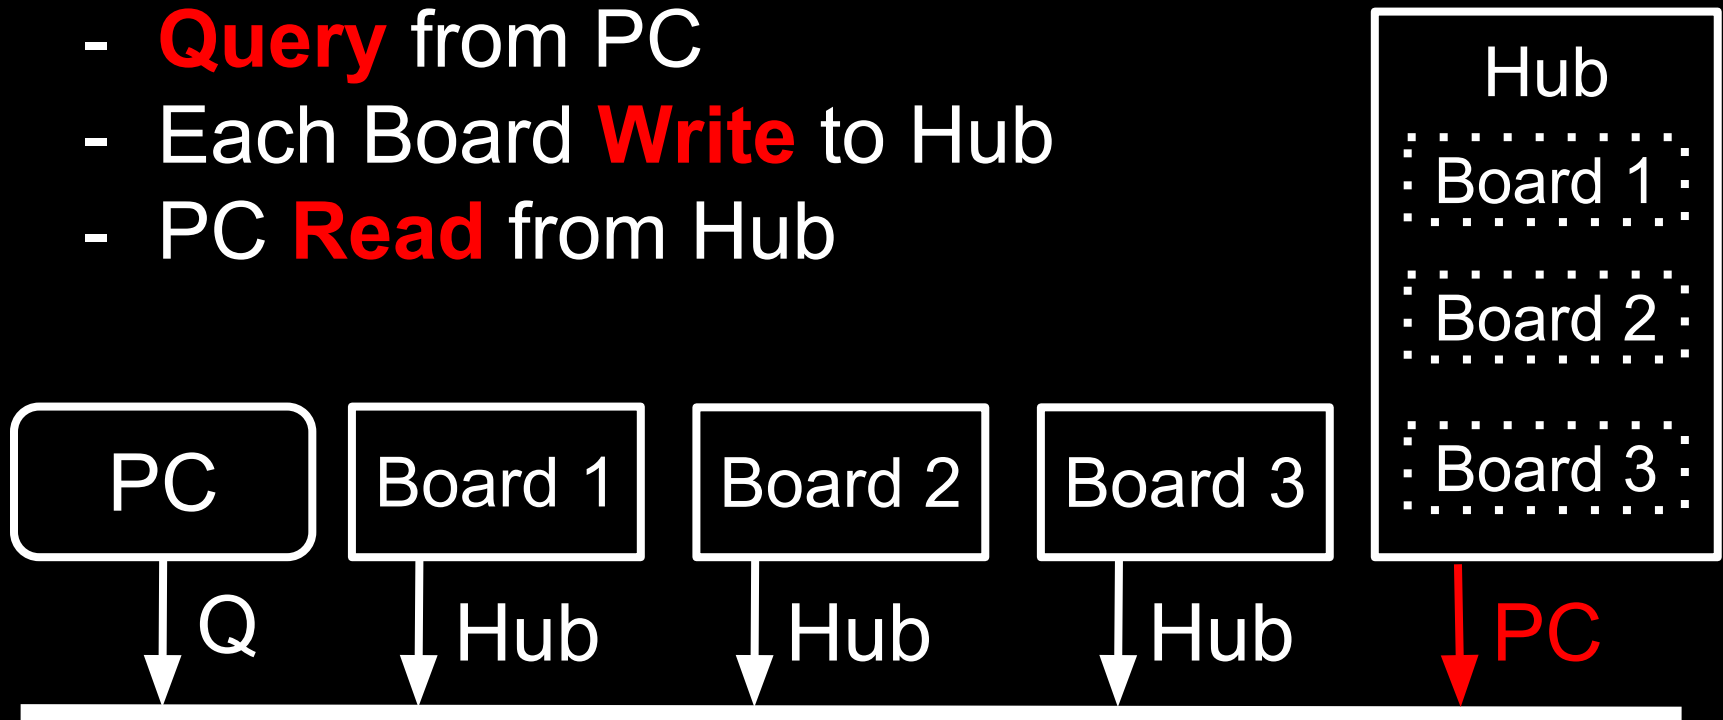 - Query from PC
- Each Board Write to Hub
- PC Read from Hub
Hub
Board 1
Board 2
Board 3
PC
Board 1
Board 2
Board 3
Q
Hub
Hub
Hub
PC